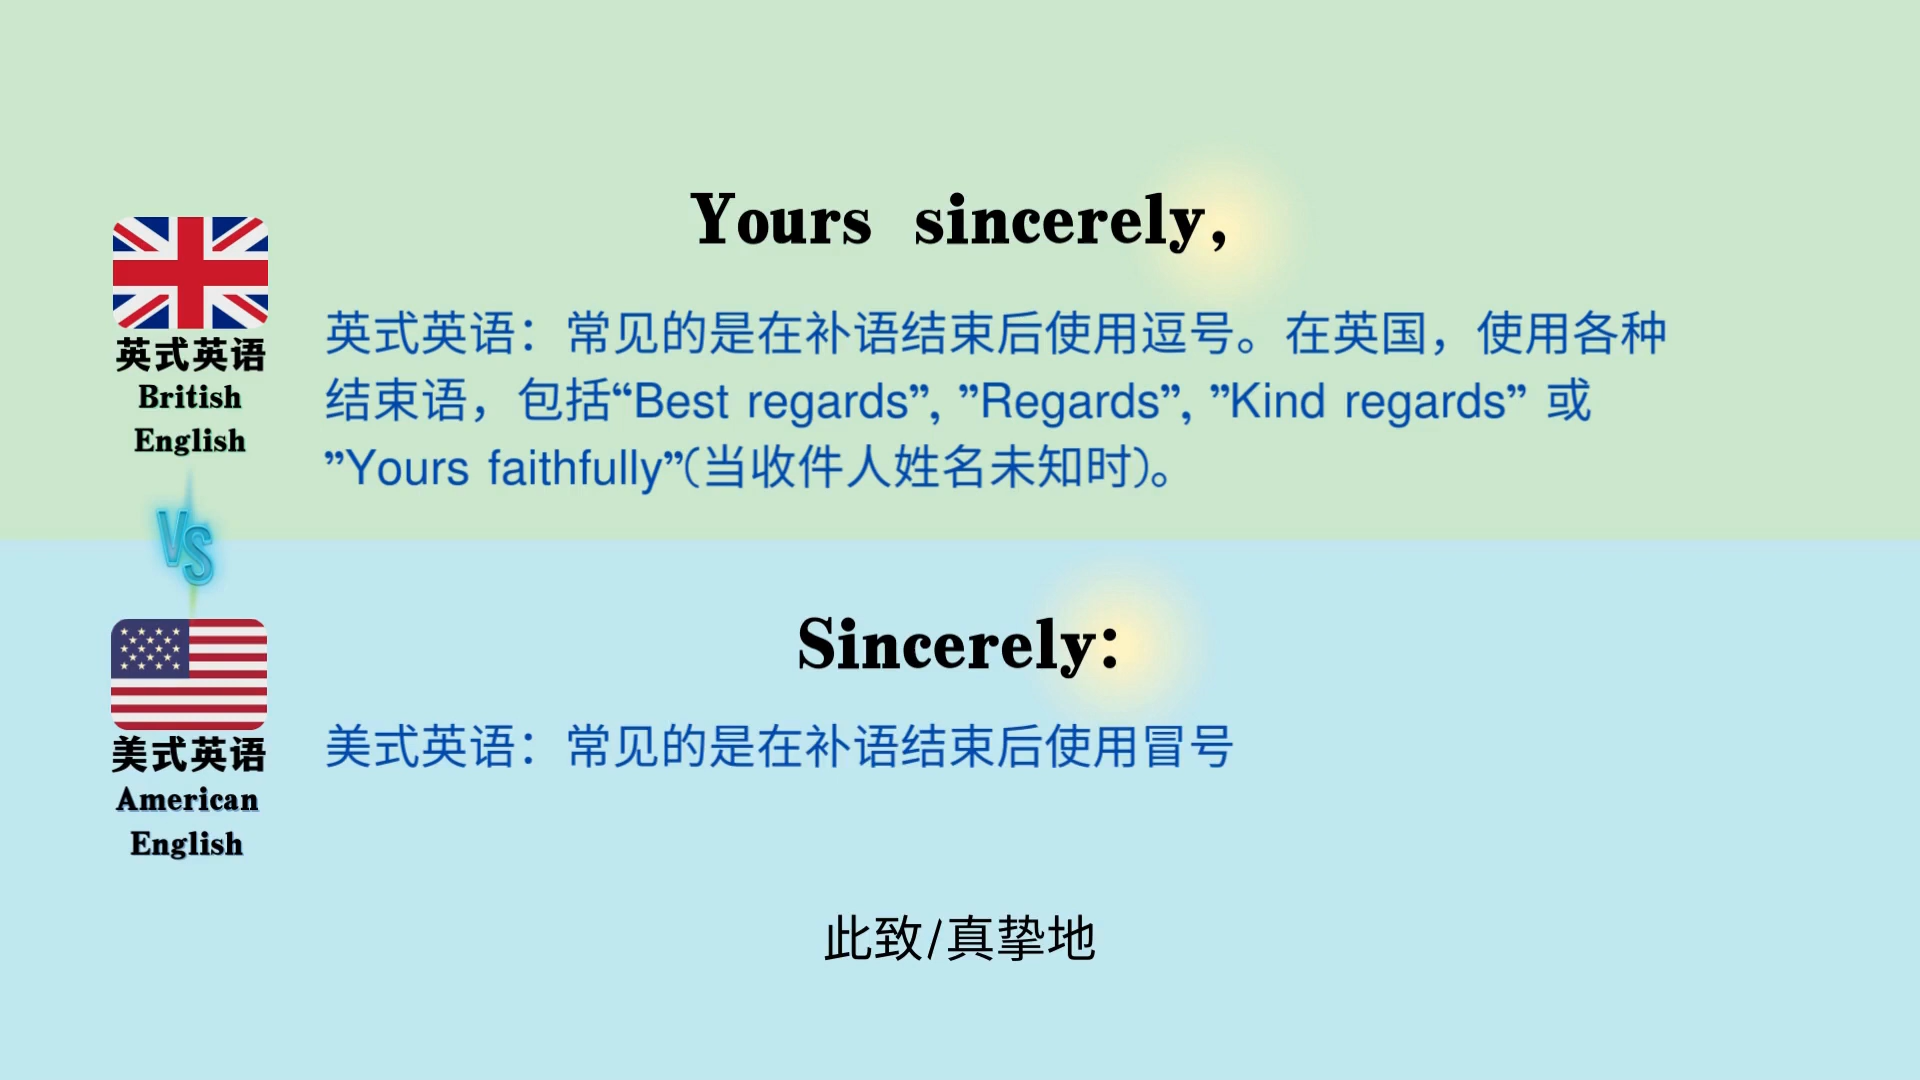 Yours sincerely,
英式英语
British
English
英式英语：常见的是在补语结束后使用逗号。在英国，使用各种
结束语，包括“Best regards”, ”Regards”, ”Kind regards” 或
”Yours faithfully”(当收件人姓名未知时)。
VS
Sincerely:
美式英语
American
English
美式英语：常见的是在补语结束后使用冒号
此致/真挚地